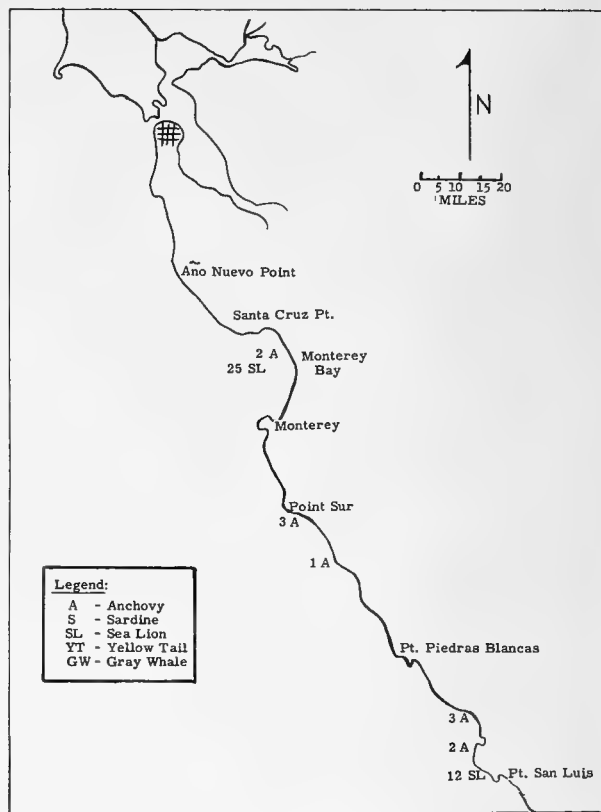 N
0 5 10 15 20
MILES
Año Nuevo Point
Santa Cruz Pt.
2 A
25 SL
Monterey
Bay
Monterey
Point Sur
3 A
1 A
Legend:
A - Anchovy
S - Sardine
SL - Sea Lion
YT - Yellow Tail
GW - Gray Whale
Pt. Piedras Blancas
3 A
2 A
12 SL
Pt. San Luis